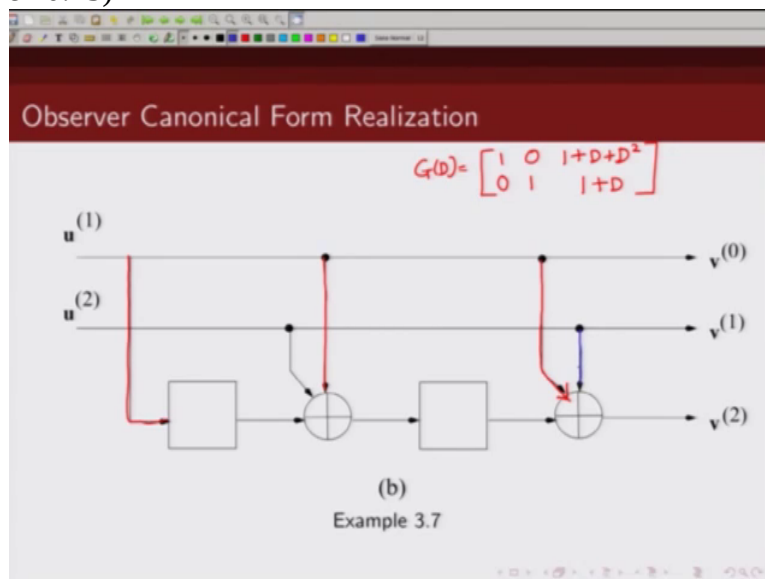 Observer Canonical Form Realization
G(D)= [1 0 1+D+D²
0 1 1+D]
u(1)
v(0)
u(2)
v(1)
v(2)
(b)
Example 3.7